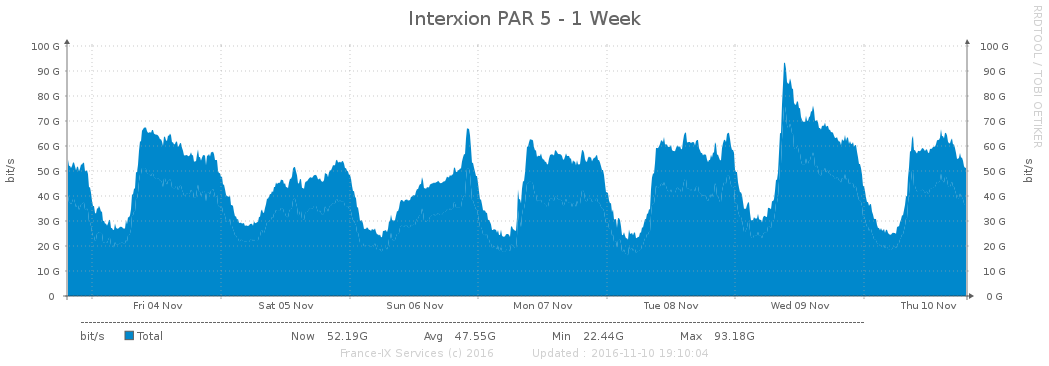 Interxion PAR 5 - 1 Week
RRDTOOL / TOBI OETIKER
bit/s
bit/s
100 G 100 G
90 G 90 G
80 G 80 G
70 G 70 G
60 G 60 G
50 G 50 G
40 G 40 G
30 G 30 G
20 G 20 G
10 G 10 G
0 0 G
Fri 04 Nov Sat 05 Nov Sun 06 Nov Mon 07 Nov Tue 08 Nov Wed 09 Nov Thu 10 Nov
bit/s Total Now 52.19G Avg 47.55G Min 22.44G Max 93.18G
France-IX Services (c) 2016 Updated : 2016-11-10 19:10:04